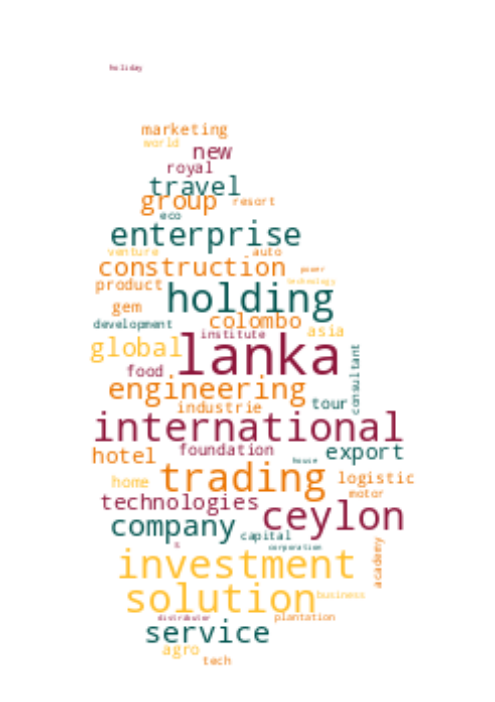 holiday
marketing
world
new
royal
travel
group resort
eco
enterprise
venture auto
construction power
product technology
holding
gem
colombo
development
institute asia
global lanka
food
consultant
engineering
industrie tour
international
foundation export
hotel house
trading logistic
home
motor
technologies
ceylon
company
capital
corporation
s
academy
investment
solution business
distributor plantation
service
agro
tech